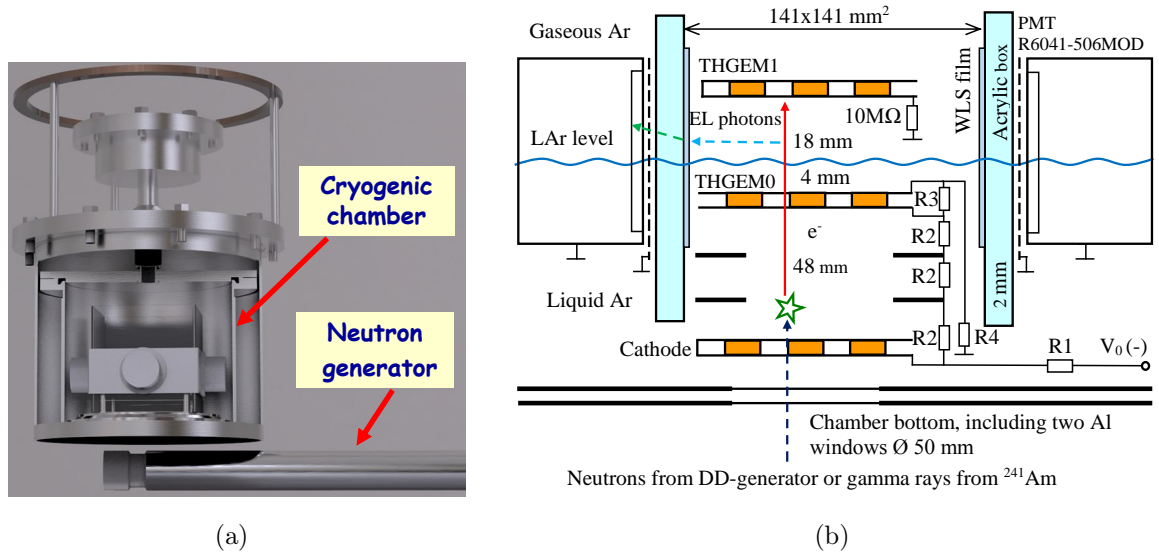 Cryogenic
chamber
Neutron
generator
(a)
141x141 mm²
Gaseous Ar
PMT
R6041-506MOD
THGEM1
WLS film
Acrylic box
10MΩ
EL photons
LAr level
18 mm
4 mm
THGEM0
R3
e⁻
R2
48 mm
R2
Liquid Ar
2 mm
R2
R4
Cathode
R1
V₀ (-)
Chamber bottom, including two Al
windows Ø 50 mm
Neutrons from DD-generator or gamma rays from ²⁴¹Am
(b)